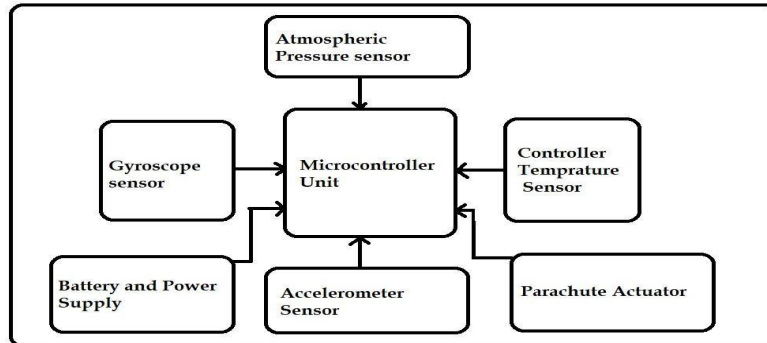 Atmospheric
Pressure sensor
Gyroscope
sensor
Microcontroller
Unit
Controller
Temprature
Sensor
Battery and Power
Supply
Accelerometer
Sensor
Parachute Actuator